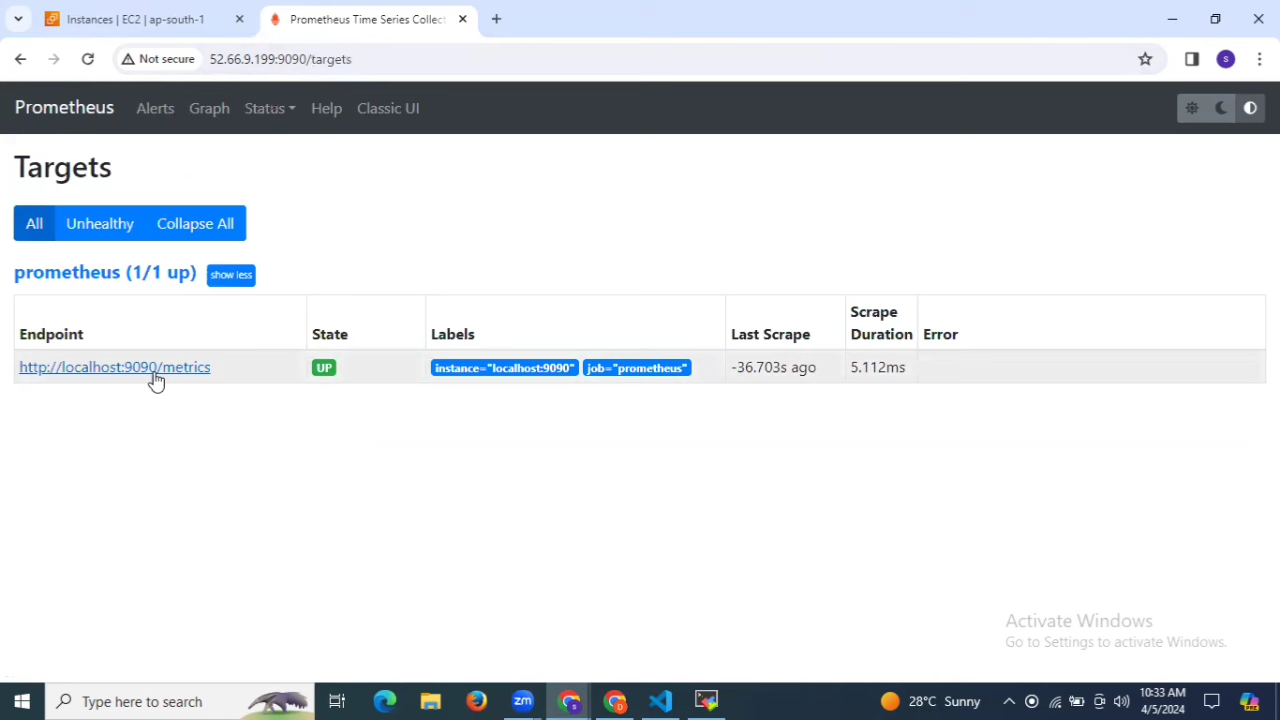 Instances | EC2 | ap-south-1
Prometheus Time Series Collect
Not secure
52.66.9.199:9090/targets
s
Prometheus
Alerts
Graph
Status
Help
Classic UI
Targets
All
Unhealthy
Collapse All
prometheus (1/1 up)
show less
Endpoint
State
Labels
Last Scrape
Scrape
Duration
Error
http://localhost:9090/metrics
UP
instance="localhost:9090"
job="prometheus"
-36.703s ago
5.112ms
Activate Windows
Go to Settings to activate Windows.
Type here to search
zm
s
D
28°C Sunny
10:33 AM
4/5/2024
PRE